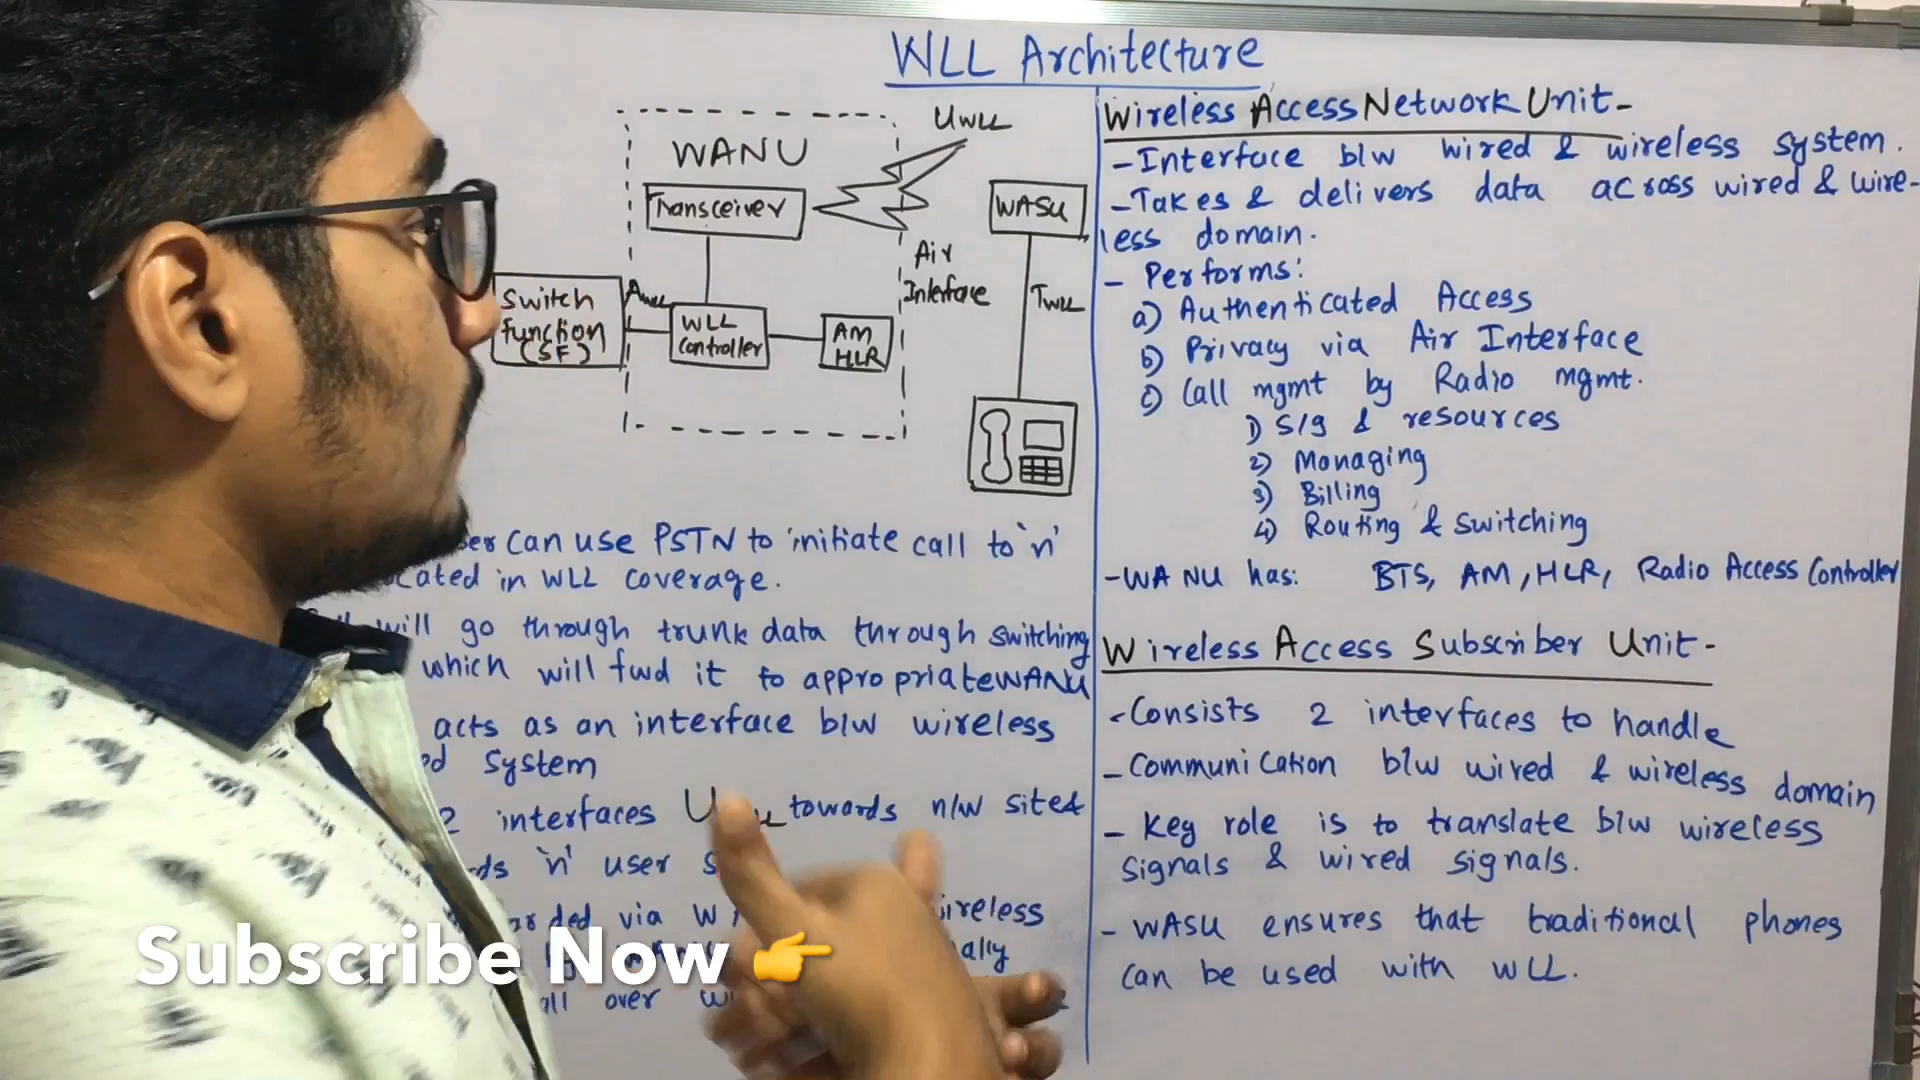 WLL Architecture
UWLL
WANU
Transceiver
WASU
Air
Interface
Switch
function
(SF)
AWLL
WLL
Controller
AM
HLR
TWLL
can use PSTN to initiate call to 'n'
in WLL coverage.
will go through trunk data through switching
which will fwd it to appropriate WANU
acts as an interface b/w wireless
system
2 interfaces towards n/w site &
'n' user
via
over
Wireless Access Network Unit-
-Interface b/w wired & wireless system.
-Takes & delivers data across wired & wire-
less domain.
- Performs:
a) Authenticated Access
b) Privacy via Air Interface
c) Call mgmt by Radio mgmt.
1) S/g & resources
2) Managing
3) Billing
4) Routing & switching
-WANU has: BTS, AM, HLR, Radio Access Controller
Wireless Access Subscriber Unit-
-Consists 2 interfaces to handle
-Communication b/w wired & wireless domain
- Key role is to translate b/w wireless
signals & wired signals.
- WASU ensures that traditional phones
can be used with WLL.
Subscribe Now 👉